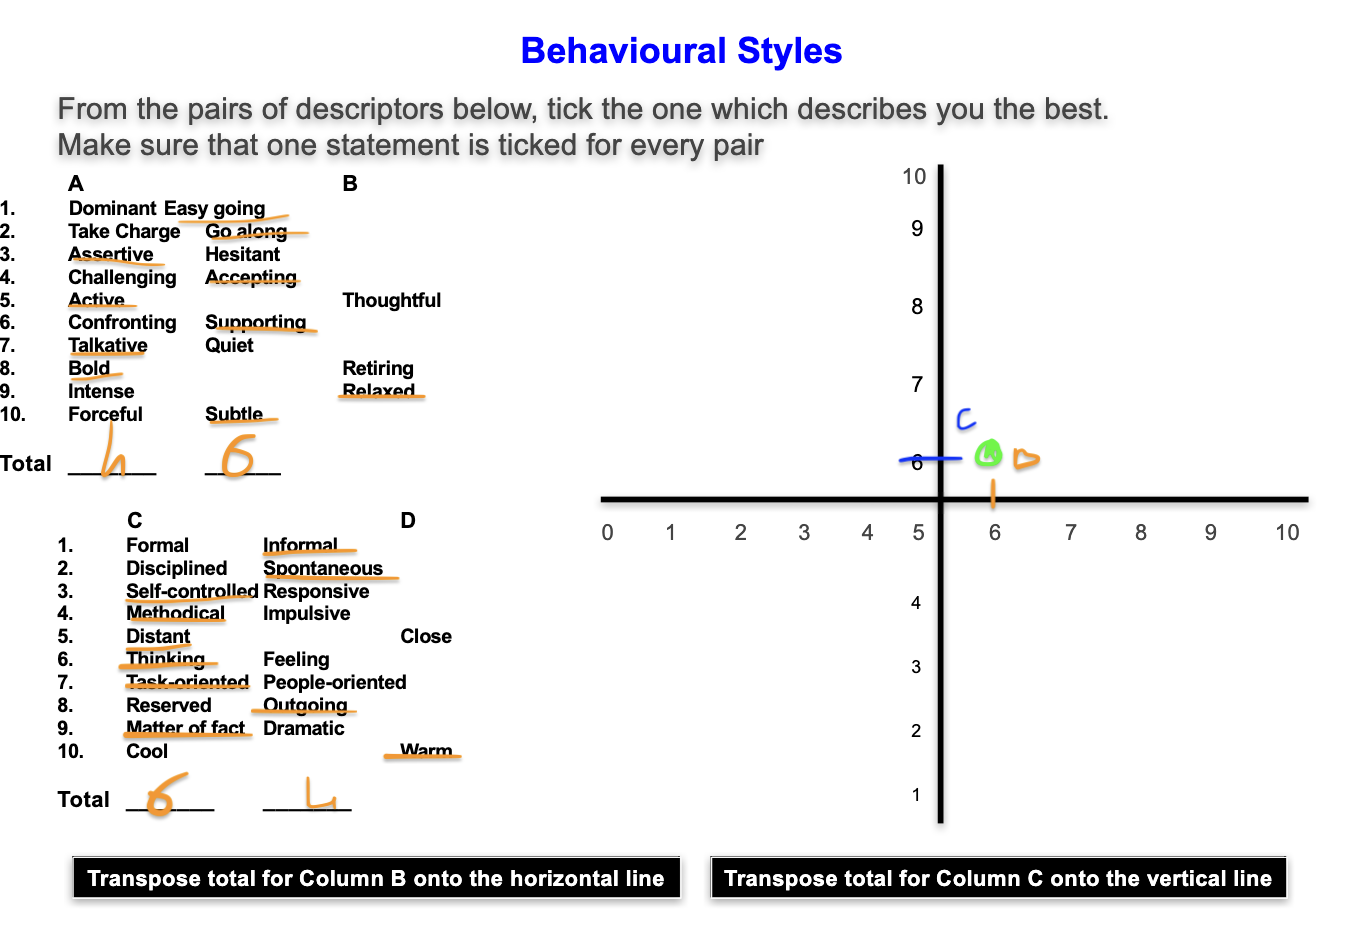 Behavioural Styles
From the pairs of descriptors below, tick the one which describes you the best.
Make sure that one statement is ticked for every pair
A B
1. Dominant Easy going
2. Take Charge Go along
3. Assertive Hesitant
4. Challenging Accepting
5. Active Thoughtful
6. Confronting Supporting
7. Talkative Quiet
8. Bold Retiring
9. Intense Relaxed
10. Forceful Subtle
Total 4 6
C D
1. Formal Informal
2. Disciplined Spontaneous
3. Self-controlled Responsive
4. Methodical Impulsive
5. Distant Close
6. Thinking Feeling
7. Task-oriented People-oriented
8. Reserved Outgoing
9. Matter of fact Dramatic
10. Cool Warm
Total 6 4
10
9
8
7
C
6
0 1 2 3 4 5 6 7 8 9 10
4
3
2
1
Transpose total for Column B onto the horizontal line
Transpose total for Column C onto the vertical line